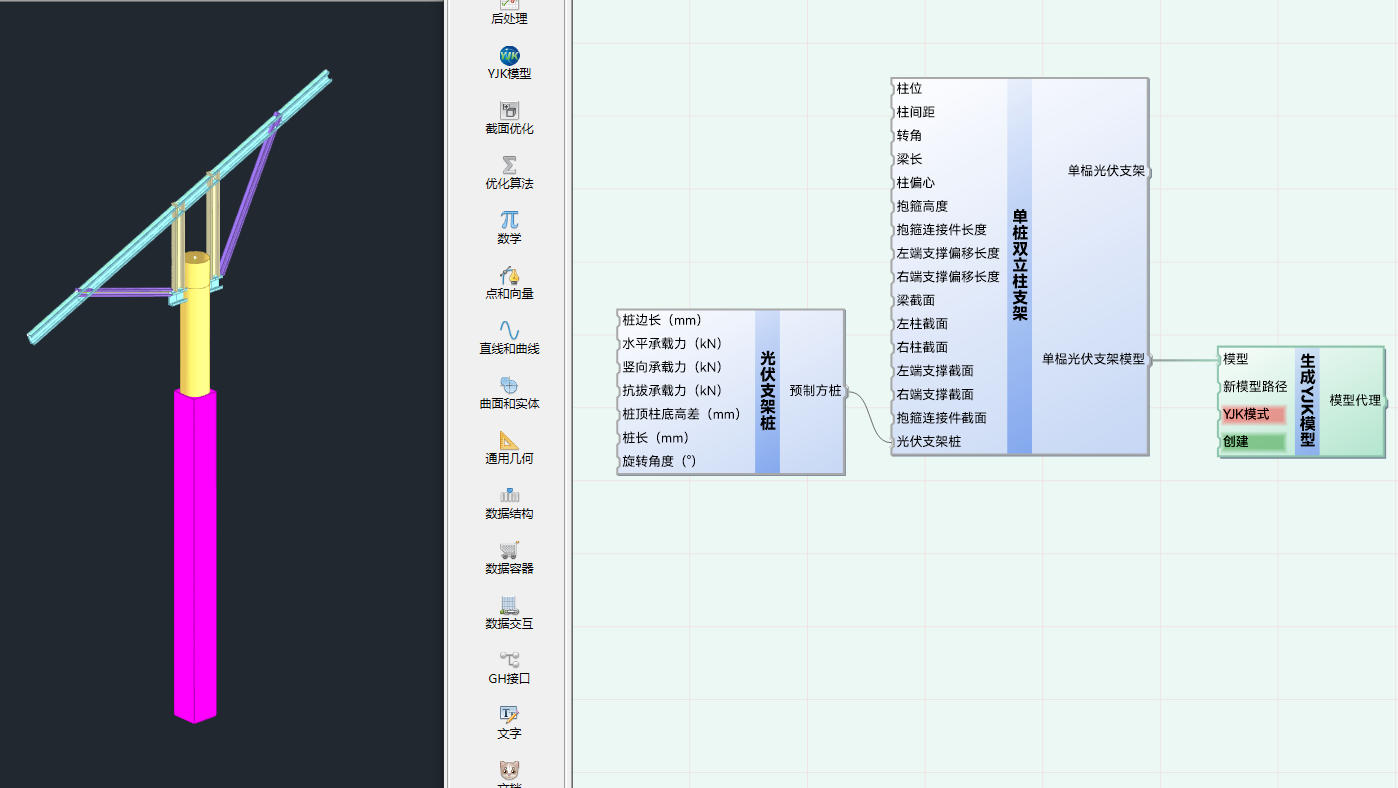 后处理
YJK
YJK模型
截面优化
优化算法
数学
点和向量
直线和曲线
曲面和实体
通用几何
数据结构
数据容器
数据交互
GH接口
文字
桩边长（mm）
水平承载力（kN）
竖向承载力（kN）
抗拔承载力（kN）
桩顶柱底高差（mm）
桩长（mm）
旋转角度（°）
光伏支架桩
预制方桩
柱位
柱间距
转角
梁长
柱偏心
抱箍高度
抱箍连接件长度
左端支撑偏移长度
右端支撑偏移长度
梁截面
左柱截面
右柱截面
左端支撑截面
右端支撑截面
抱箍连接件截面
光伏支架桩
单桩双立柱支架
单榀光伏支架
单榀光伏支架模型
模型
新模型路径
YJK模式
创建
生成YJK模型
模型代理